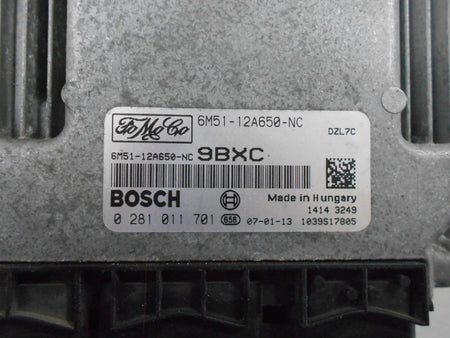 FoMoCo 6M51-12A650-NC
DZL7C
6M51-12A650-NC 9BXC
BOSCH
Made in Hungary
1414 3249
0 281 011 701 658 07-01-13 1039S17805